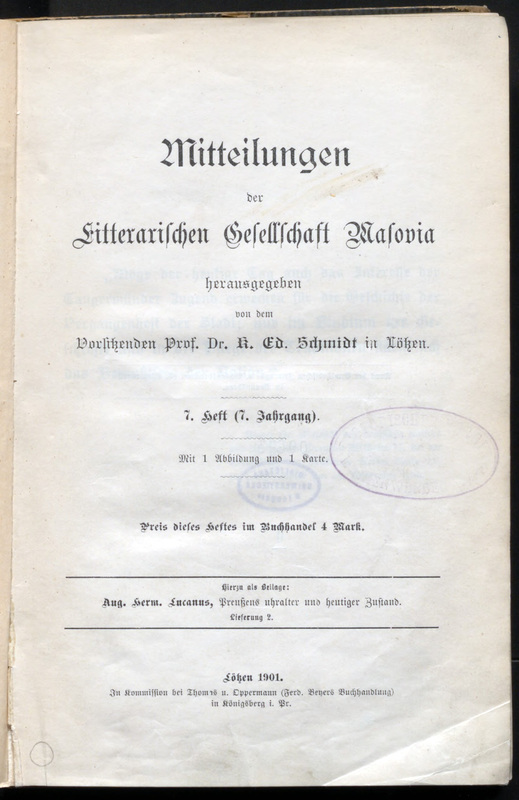 Mitteilungen
der
Litterarischen Gesellschaft Masovia
herausgegeben
von dem
Vorsitzenden Prof. Dr. K. Ed. Schmidt in Lötzen.
7. Heft (7. Jahrgang).
Mit 1 Abbildung und 1 Karte.
Preis dieses Heftes im Buchhandel 4 Mark.
Hierzu als Beilage:
Aug. Herm. Lucanus, Preußens uhralter und heutiger Zustand.
Lieferung 2.
Lötzen 1901.
In Kommission bei Thomas u. Oppermann (Ferd. Beyers Buchhandlung)
in Königsberg i. Pr.